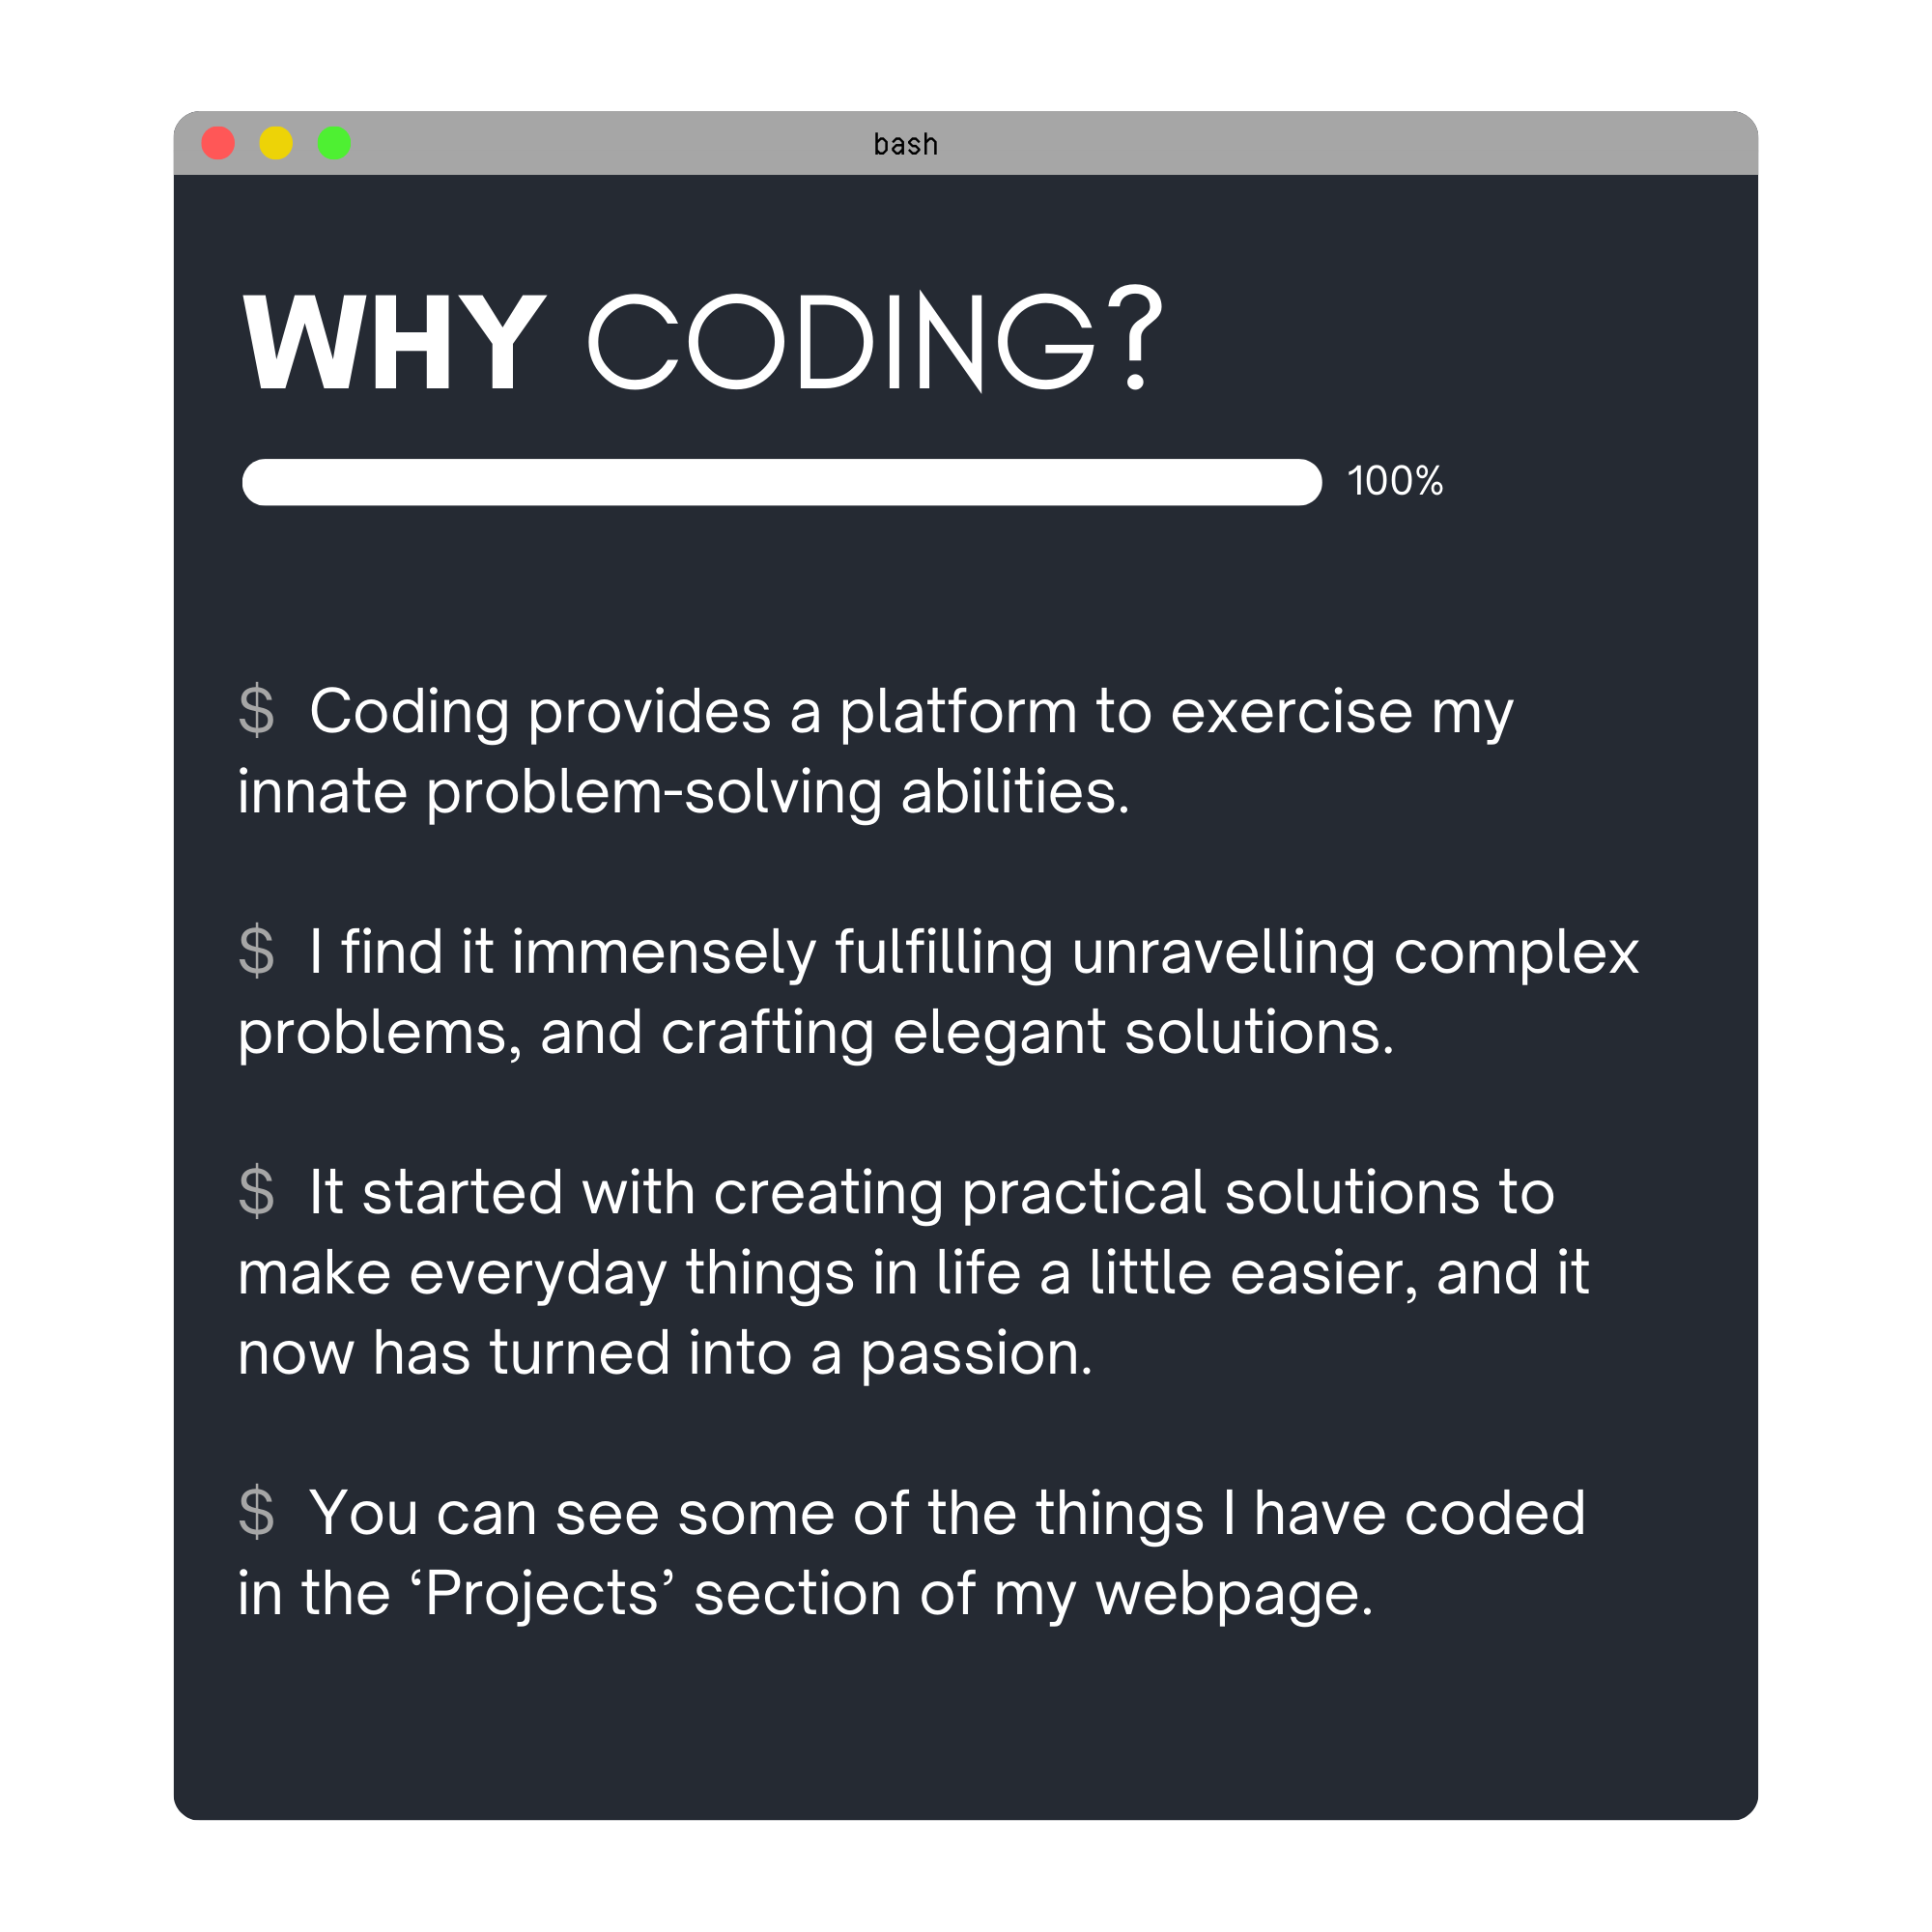 bash
WHY CODING?
100%
$ Coding provides a platform to exercise my
innate problem-solving abilities.
$ I find it immensely fulfilling unravelling complex
problems, and crafting elegant solutions.
$ It started with creating practical solutions to
make everyday things in life a little easier, and it
now has turned into a passion.
$ You can see some of the things I have coded
in the ‘Projects’ section of my webpage.